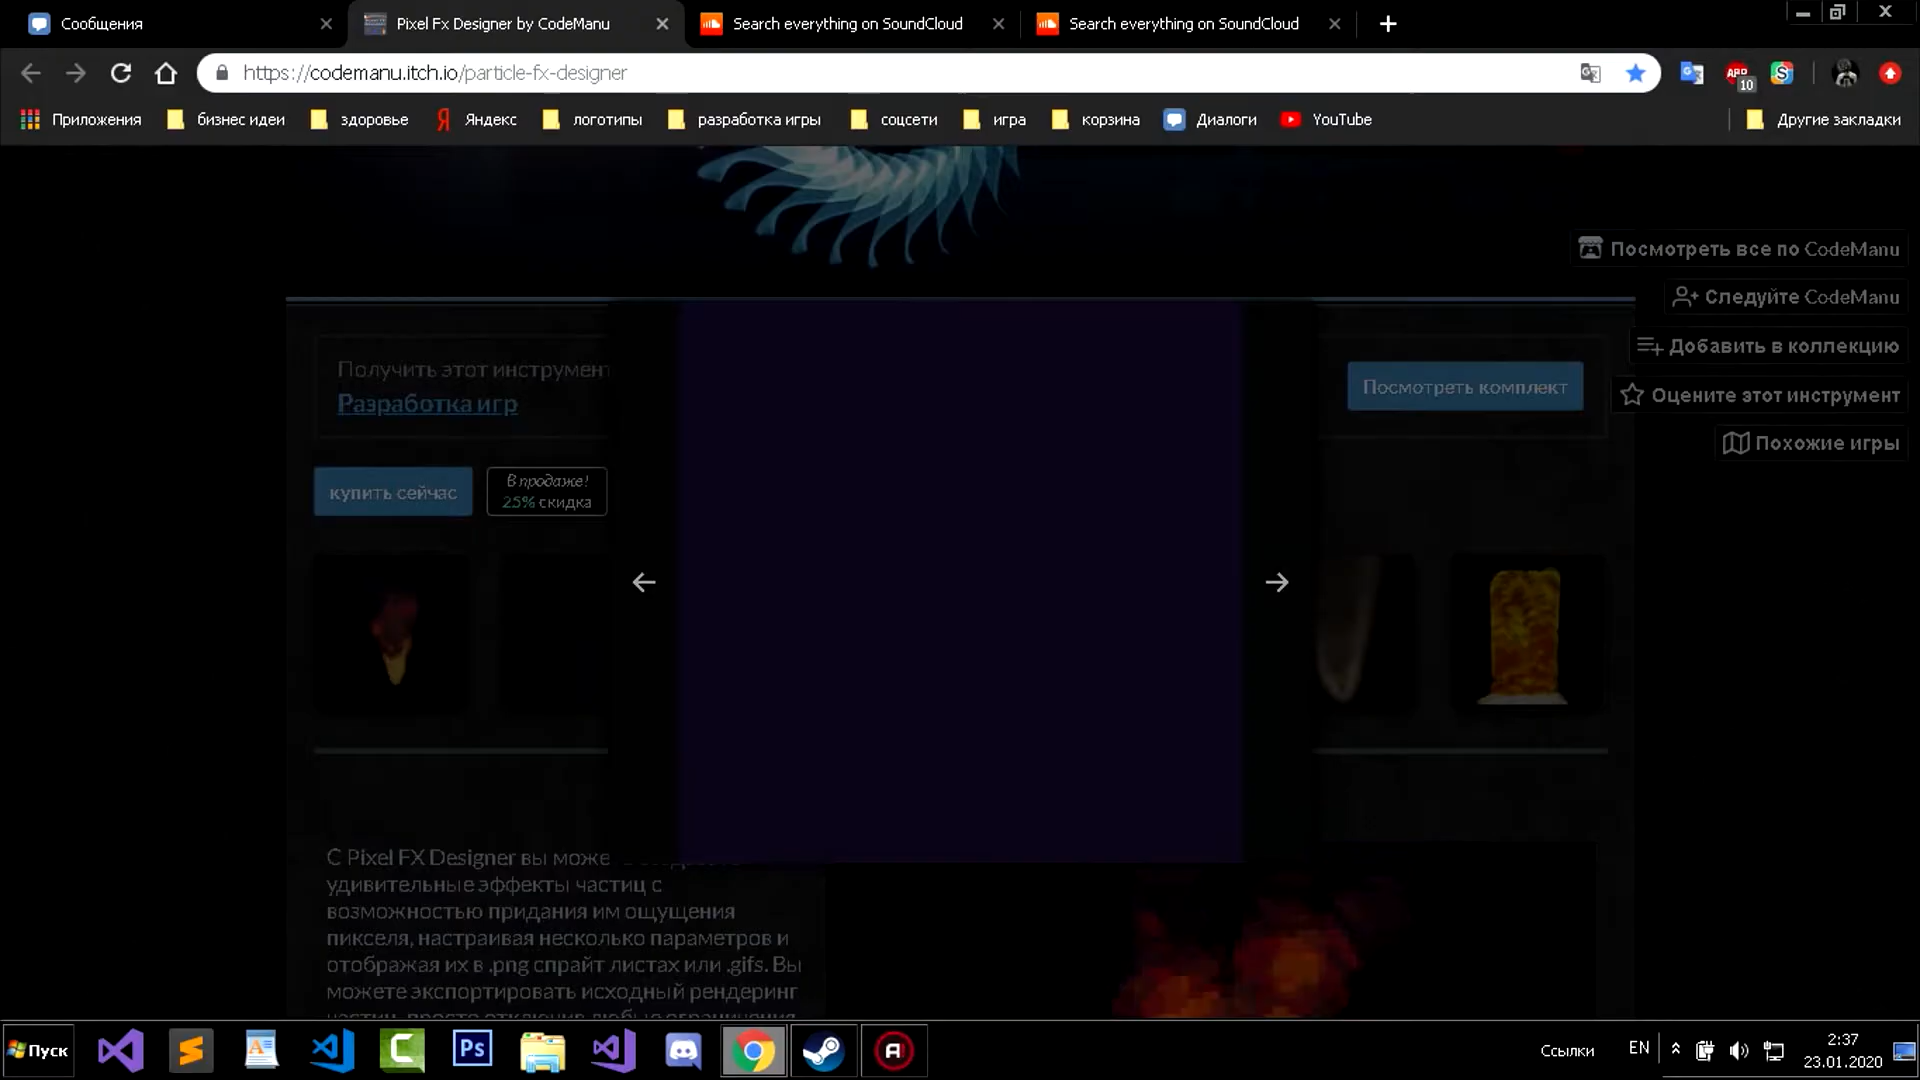 Сообщения
Pixel Fx Designer by CodeManu
Search everything on SoundCloud
Search everything on SoundCloud
https://codemanu.itch.io/particle-fx-designer
ABP
10
Приложения
бизнес идеи
здоровье
Яндекс
логотипы
разработка игры
соцсети
игра
корзина
Диалоги
YouTube
Другие закладки
Посмотреть все по CodeManu
Следуйте CodeManu
Добавить в коллекцию
Оцените этот инструмент
Похожие игры
Получить этот инструмент
Разработка игр
Посмотреть комплект
купить сейчас
В продаже!
25% скидка
С Pixel FX Designer вы може
удивительные эффекты частиц с
возможностью придания им ощущения
пикселя, настраивая несколько параметров и
отображая их в .png спрайт листах или .gifs. Вы
можете экспортировать исходный рендеринг
Пуск
Ps
Ссылки
EN
2:37
23.01.2020